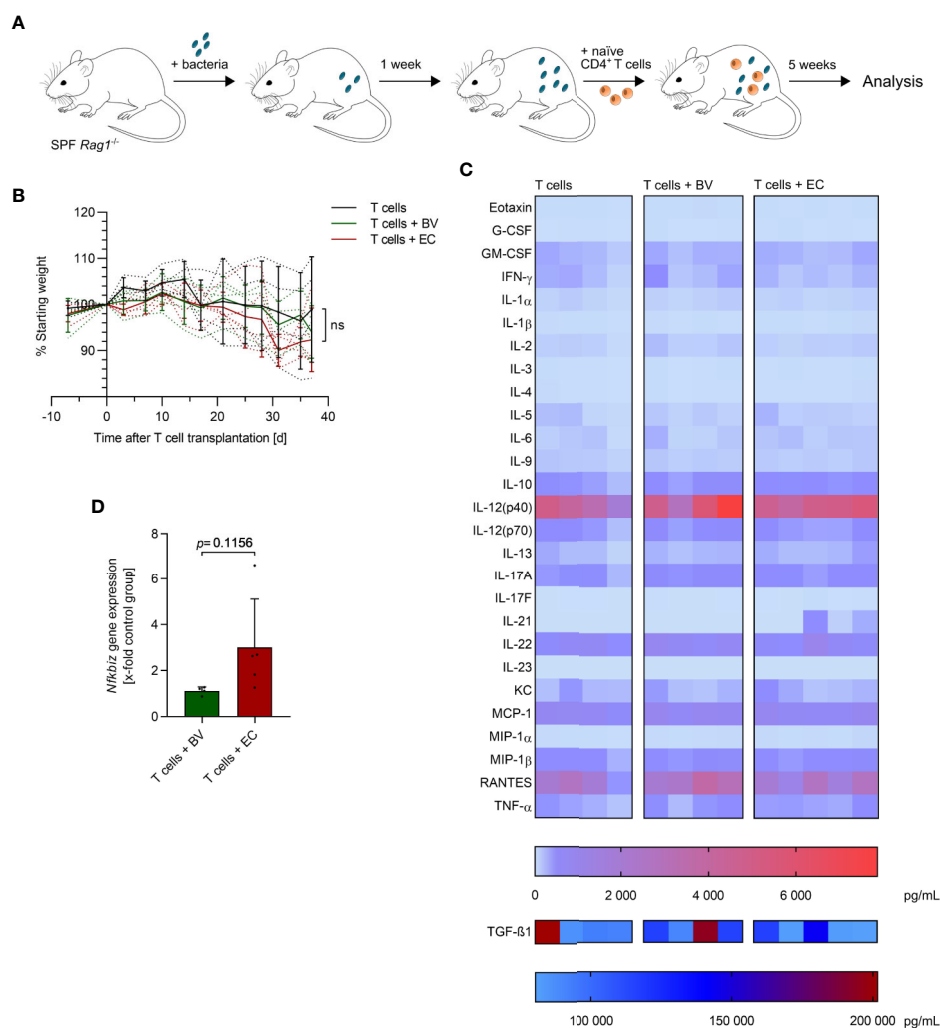 A
+ bacteria
1 week
+ naïve
CD4⁺ T cells
5 weeks
Analysis
SPF Rag1⁻/⁻
B
120
110
100
90
% Starting weight
-10
0
10
20
30
40
Time after T cell transplantation [d]
T cells
T cells + BV
T cells + EC
ns
C
T cells
T cells + BV
T cells + EC
Eotaxin
G-CSF
GM-CSF
IFN-γ
IL-1α
IL-1β
IL-2
IL-3
IL-4
IL-5
IL-6
IL-9
IL-10
IL-12(p40)
IL-12(p70)
IL-13
IL-17A
IL-17F
IL-21
IL-22
IL-23
KC
MCP-1
MIP-1α
MIP-1β
RANTES
TNF-α
0
2 000
4 000
6 000
pg/mL
TGF-ß1
100 000
150 000
200 000
pg/mL
D
8
6
4
2
0
Nfkbiz gene expression
[x-fold control group]
p= 0.1156
T cells + BV
T cells + EC